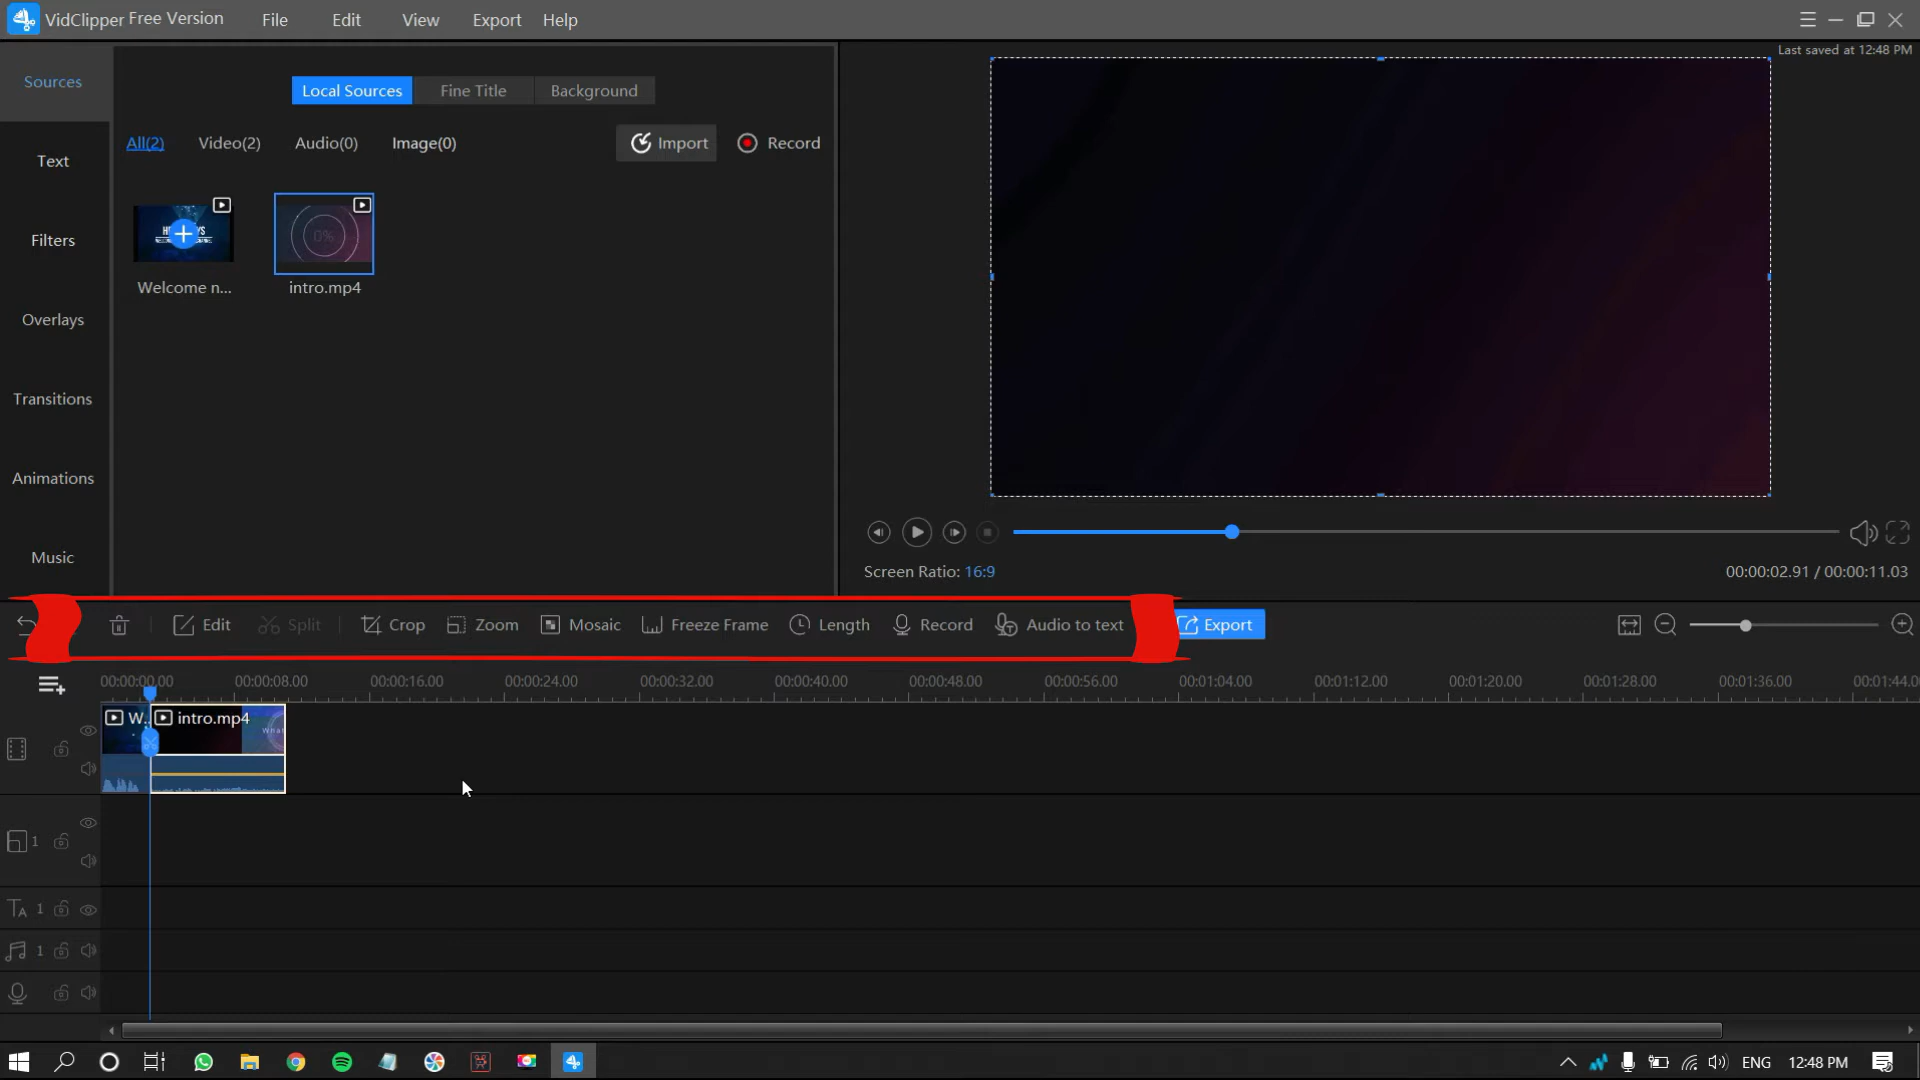 VidClipper Free Version File Edit View Export Help
Last saved at 12:48 PM
Sources
Local Sources Fine Title Background
All(2) Video(2) Audio(0) Image(0) Import Record
Text
Filters
Overlays
Transitions
Animations
Music
0%
Welcome n... intro.mp4
Screen Ratio: 16:9 00:00:02.91 / 00:00:11.03
Edit Split Crop Zoom Mosaic Freeze Frame Length Record Audio to text Export
00:00:00.00 00:00:08.00 00:00:16.00 00:00:24.00 00:00:32.00 00:00:40.00 00:00:48.00 00:00:56.00 00:01:04.00 00:01:12.00 00:01:20.00 00:01:28.00 00:01:36.00 00:01:44.00
W.. intro.mp4
1
1
1
ENG 12:48 PM